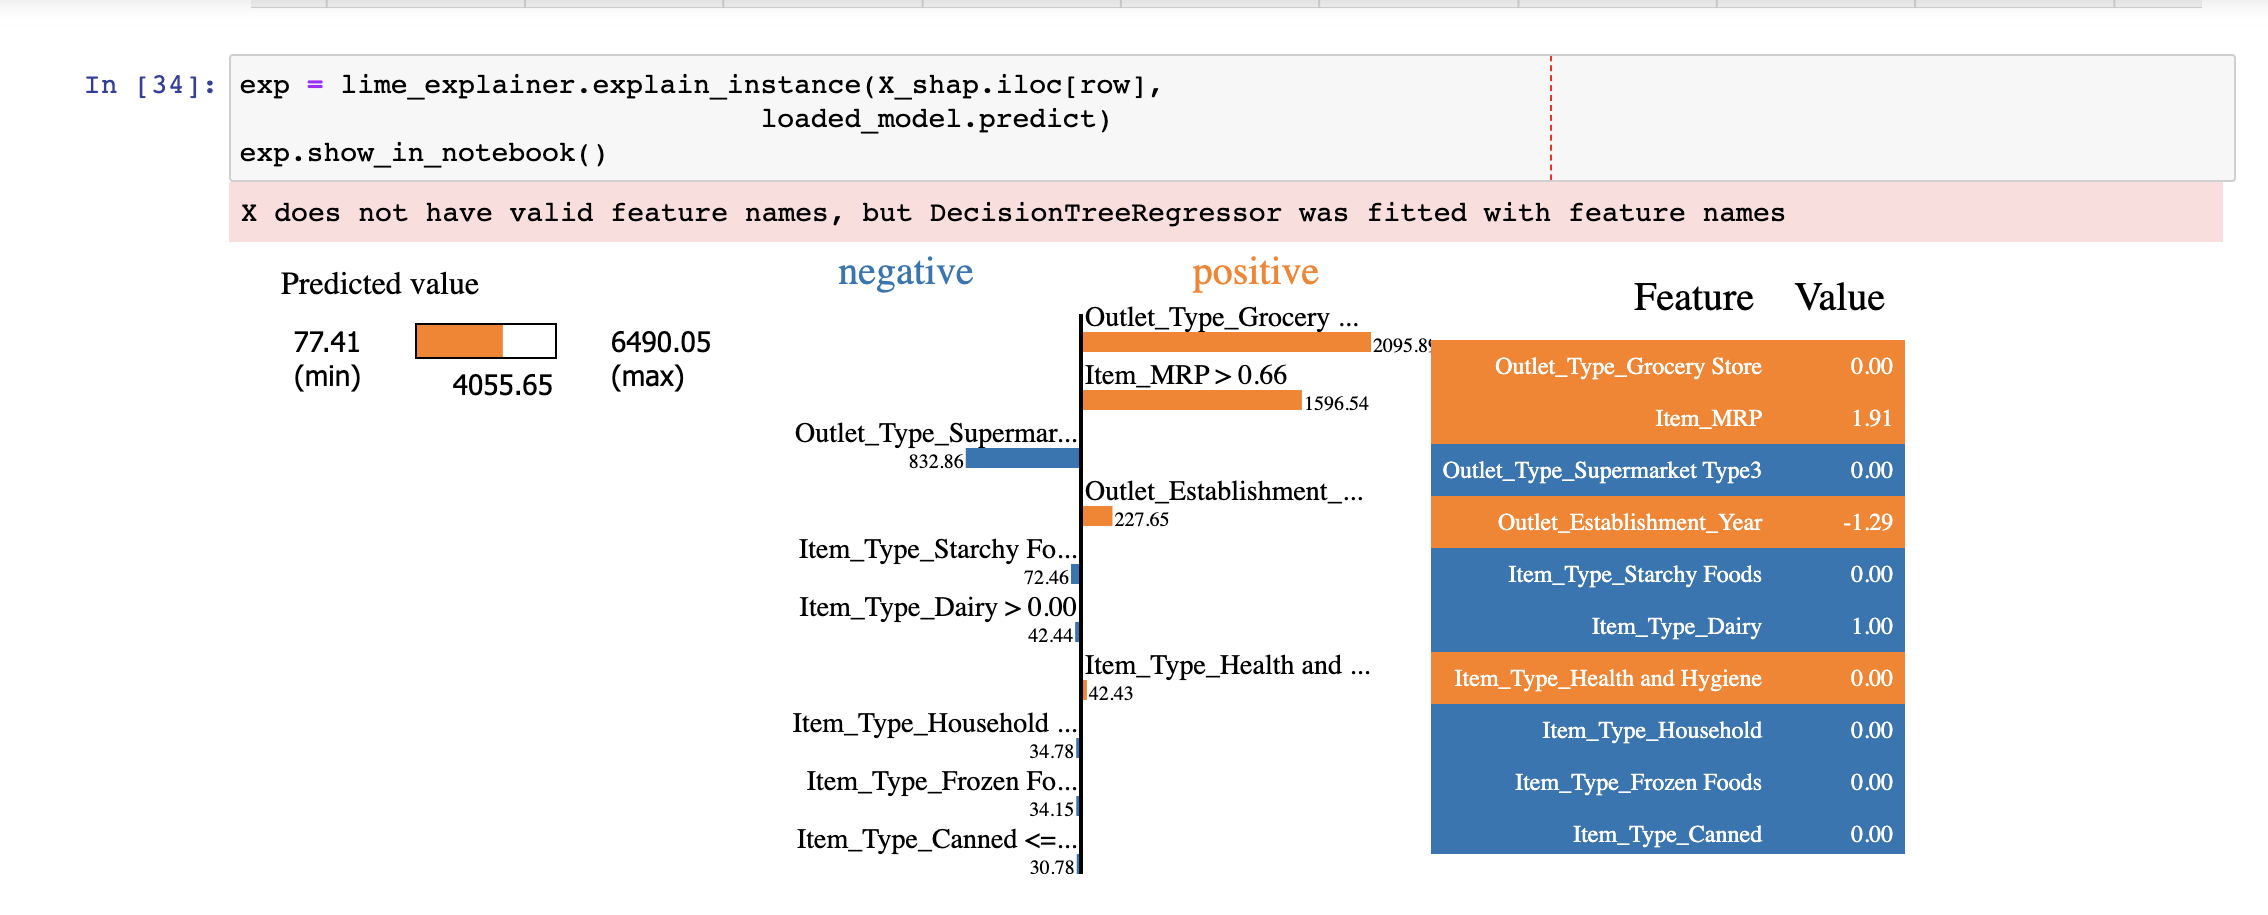 In [34]:
exp = lime_explainer.explain_instance(X_shap.iloc[row],
loaded_model.predict)
exp.show_in_notebook()
X does not have valid feature names, but DecisionTreeRegressor was fitted with feature names
Predicted value
77.41
(min)
4055.65
6490.05
(max)
negative
positive
Outlet_Type_Grocery ...
2095.89
Item_MRP > 0.66
1596.54
Outlet_Type_Supermar...
832.86
Outlet_Establishment_...
227.65
Item_Type_Starchy Fo...
72.46
Item_Type_Dairy > 0.00
42.44
Item_Type_Health and ...
42.43
Item_Type_Household ...
34.78
Item_Type_Frozen Fo...
34.15
Item_Type_Canned <=...
30.78
Feature Value
Outlet_Type_Grocery Store 0.00
Item_MRP 1.91
Outlet_Type_Supermarket Type3 0.00
Outlet_Establishment_Year -1.29
Item_Type_Starchy Foods 0.00
Item_Type_Dairy 1.00
Item_Type_Health and Hygiene 0.00
Item_Type_Household 0.00
Item_Type_Frozen Foods 0.00
Item_Type_Canned 0.00